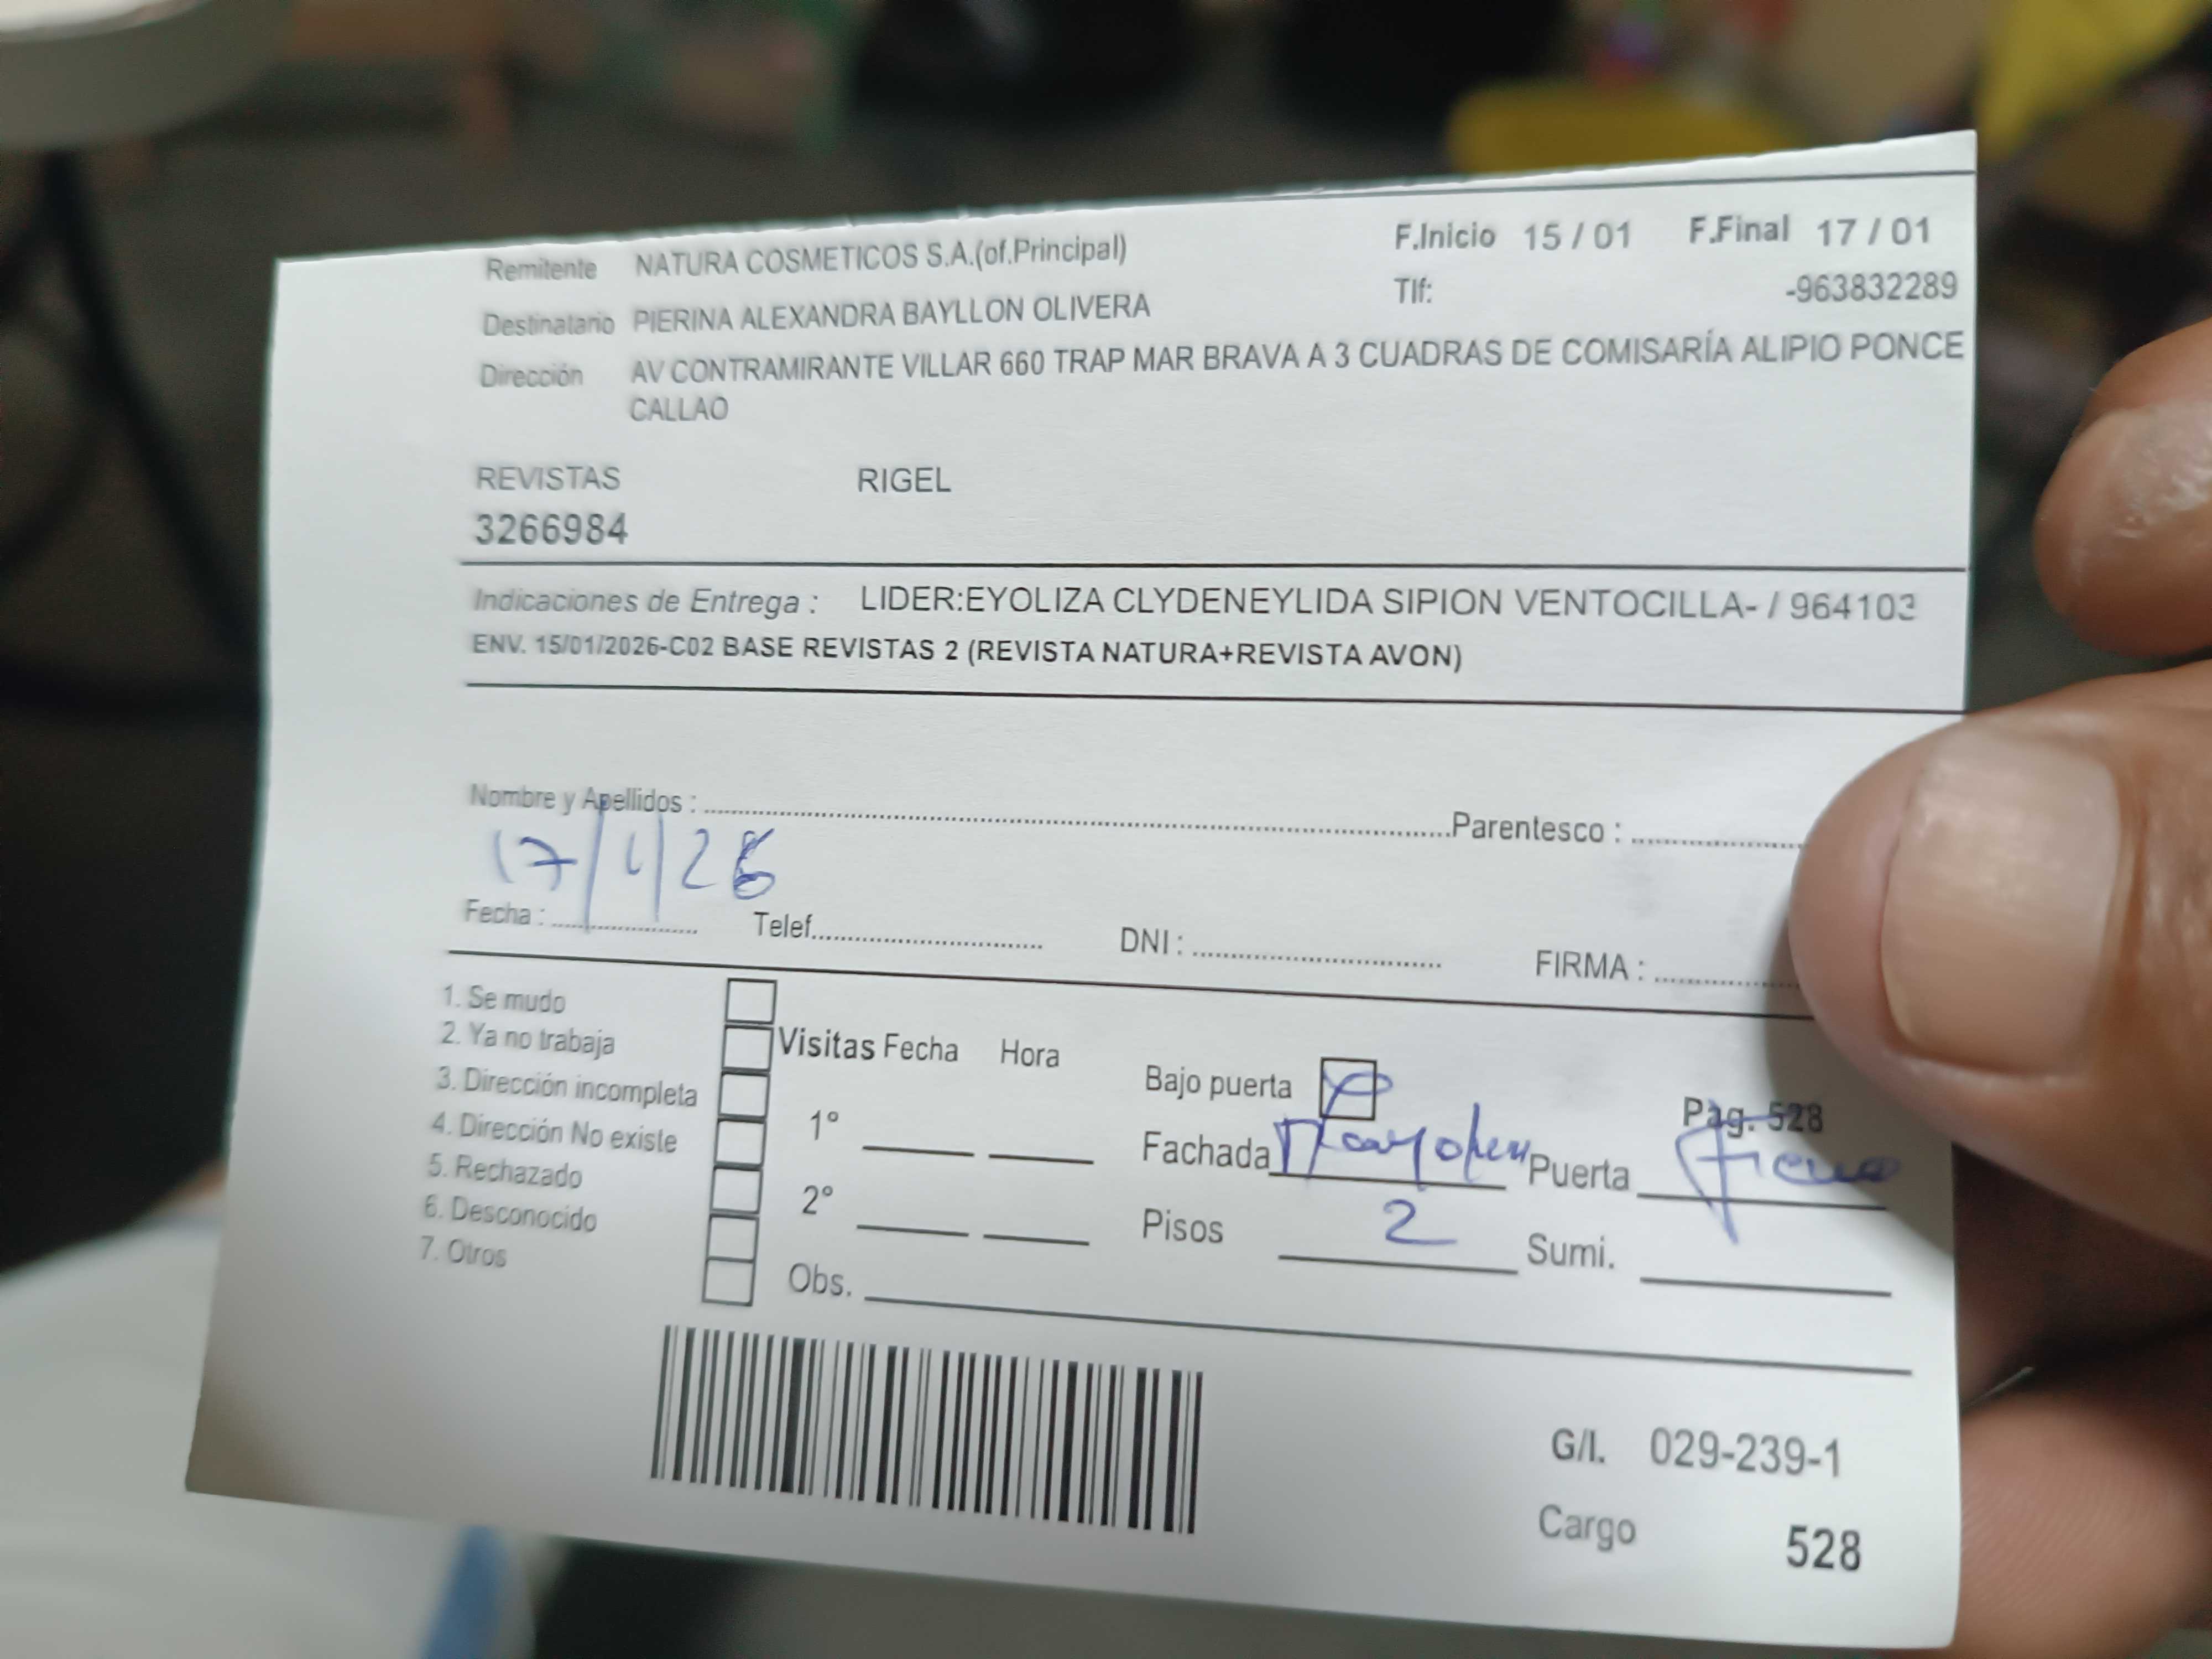 Remitente NATURA COSMETICOS S.A.(of.Principal) F.Inicio 15 / 01 F.Final 17 / 01
Destinatario PIERINA ALEXANDRA BAYLLON OLIVERA Tlf: -963832289
Dirección AV CONTRAMIRANTE VILLAR 660 TRAP MAR BRAVA A 3 CUADRAS DE COMISARÍA ALIPIO PONCE
CALLAO
REVISTAS RIGEL
3266984
Indicaciones de Entrega : LIDER:EYOLIZA CLYDENEYLIDA SIPION VENTOCILLA- / 964103
ENV. 15/01/2026-C02 BASE REVISTAS 2 (REVISTA NATURA+REVISTA AVON)
Nombre y Apellidos : Parentesco :
17/1/26
Fecha : Telef. DNI : FIRMA :
1. Se mudo
2. Ya no trabaja Visitas Fecha Hora
3. Dirección incompleta Bajo puerta
4. Dirección No existe 1° Pág. 528
5. Rechazado Fachada Puerta
6. Desconocido 2° Pisos 2 Sumi.
7. Otros Obs.
G/I. 029-239-1
Cargo 528